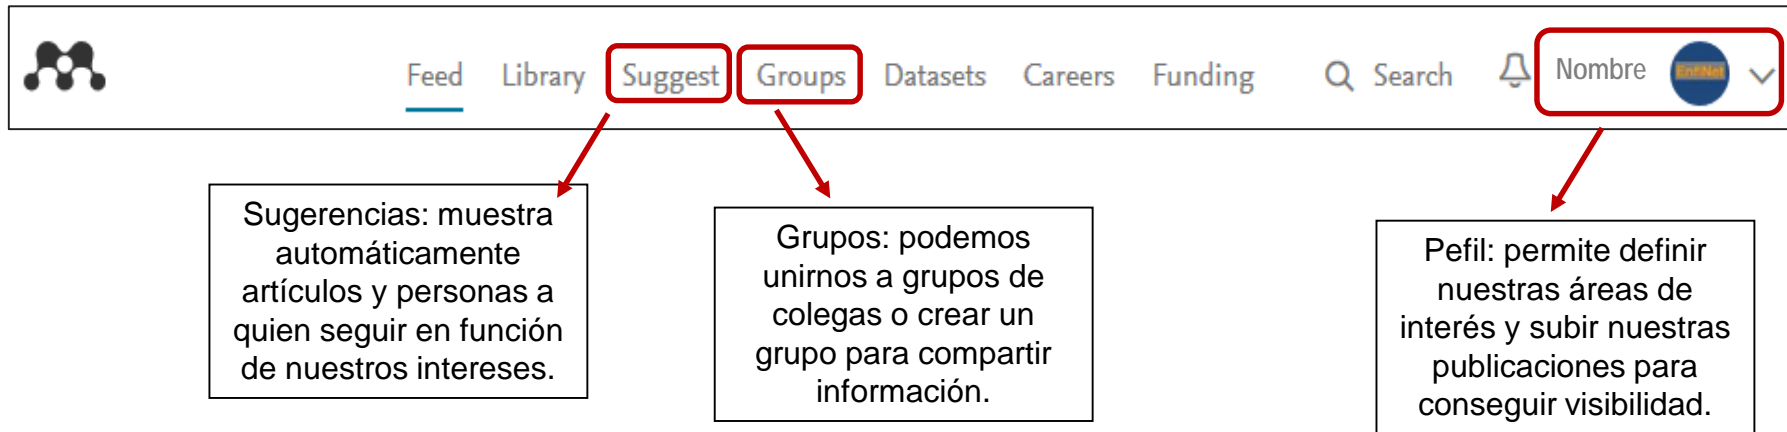 Feed Library Suggest Groups Datasets Careers Funding Search Nombre
EnfiNet
Sugerencias: muestra
automáticamente
artículos y personas a
quien seguir en función
de nuestros intereses.
Grupos: podemos
unirnos a grupos de
colegas o crear un
grupo para compartir
información.
Pefil: permite definir
nuestras áreas de
interés y subir nuestras
publicaciones para
conseguir visibilidad.